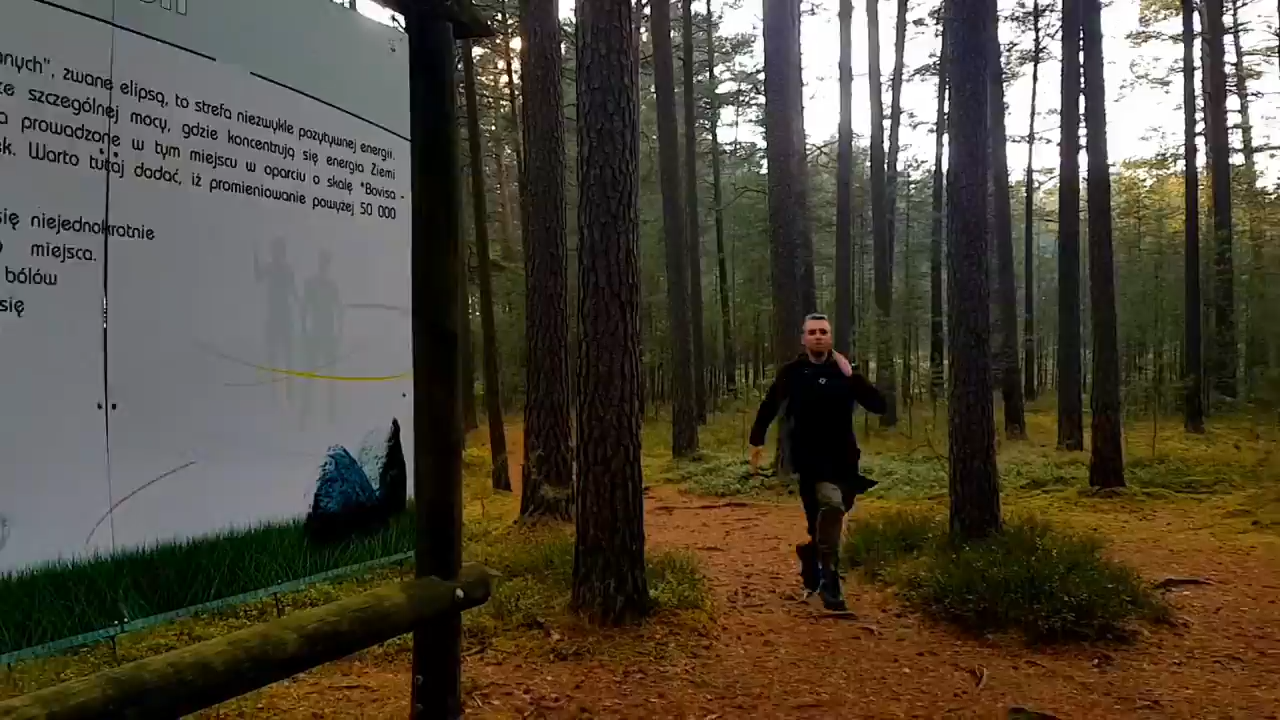 nych", zwane elipsą, to strefa niezwykle pozytywnej energii.
szczególnej mocy, gdzie koncentrują się energia Ziemi
prowadzone w tym miejscu w oparciu o skalę "Bovisa -
Warto tutaj dodać, iż promieniowanie powyżej 50 000
się niejednokrotnie
miejsca.
bólów
się